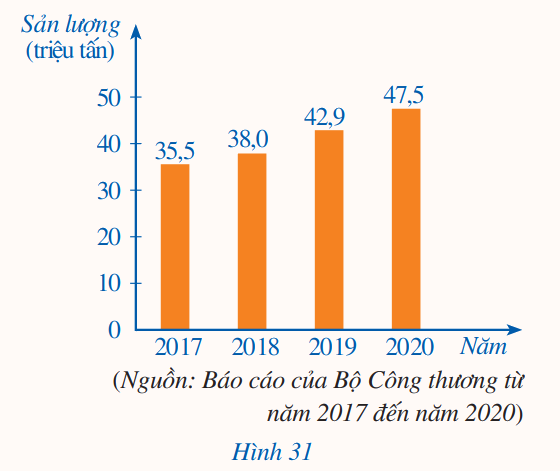 Sản lượng
(triệu tấn)
50
40
30
20
10
0
35,5
38,0
42,9
47,5
2017 2018 2019 2020 Năm
(Nguồn: Báo cáo của Bộ Công thương từ
năm 2017 đến năm 2020)
Hình 31